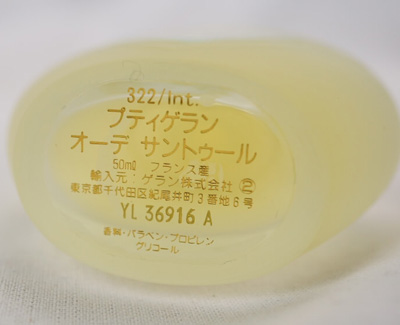 322/Int.
プティゲラン
オーデ サントゥール
50ml フランス産
輸入元：ゲラン株式会社 ②
東京都千代田区紀尾井町3番地6号
YL 36916 A
香料・パラベン・プロピレン
グリコール